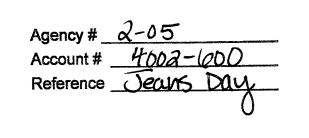 Agency # 2-05
Account # 4002-600
Reference Jeans Day